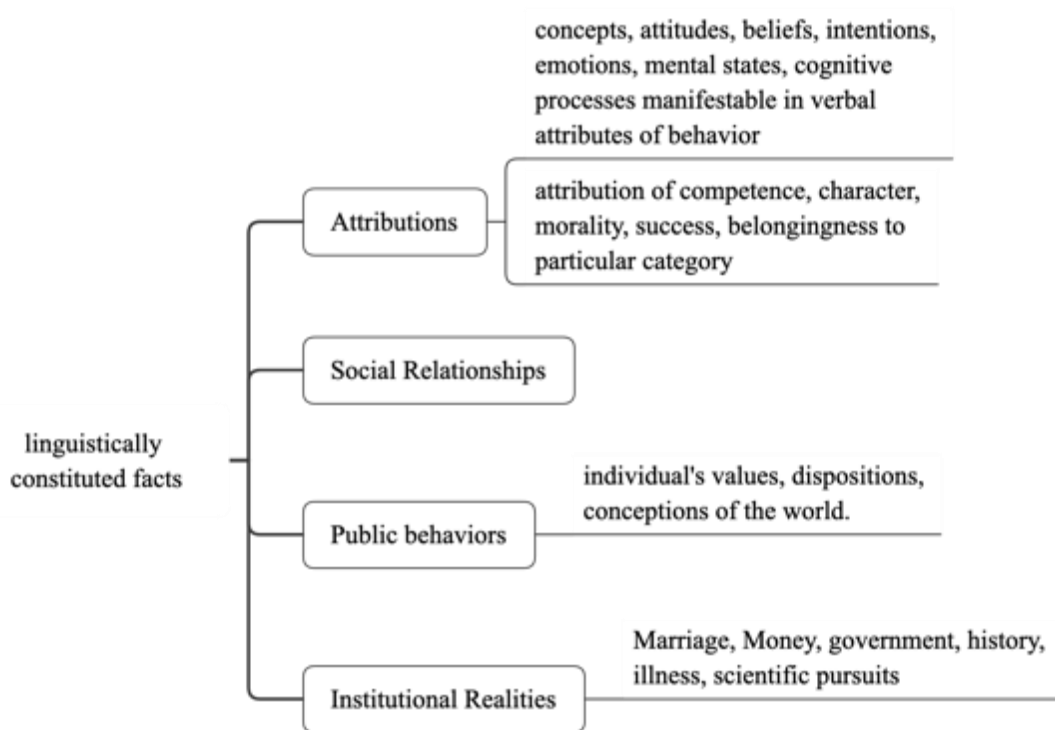 concepts, attitudes, beliefs, intentions,
emotions, mental states, cognitive
processes manifestable in verbal
attributes of behavior
Attributions
attribution of competence, character,
morality, success, belongingness to
particular category
Social Relationships
linguistically
constituted facts
individual's values, dispositions,
conceptions of the world.
Public behaviors
Marriage, Money, government, history,
illness, scientific pursuits
Institutional Realities